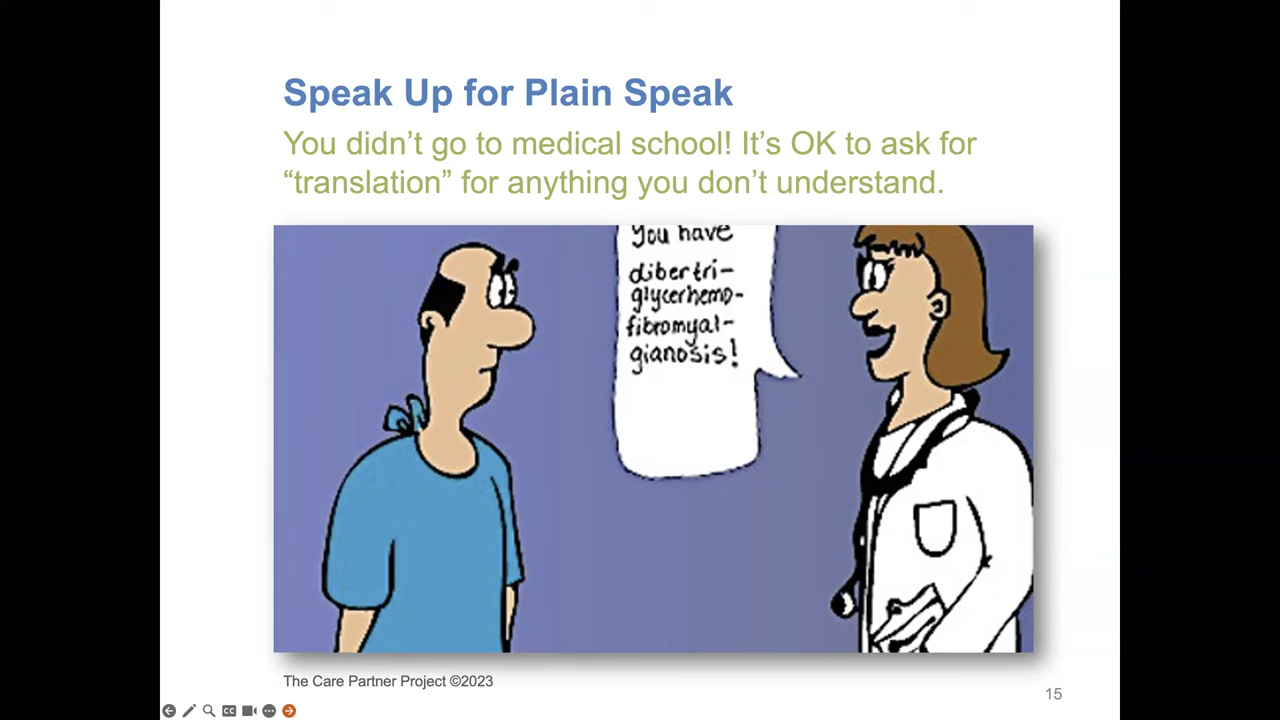 Speak Up for Plain Speak
You didn’t go to medical school! It’s OK to ask for
“translation” for anything you don’t understand.
You have
dibertri-
glycerhemo-
fibromyal-
gianosis!
The Care Partner Project ©2023
15
CC